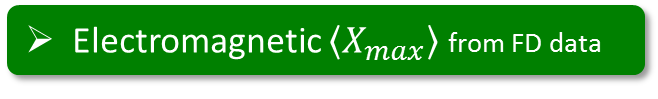 ➢ Electromagnetic ⟨X_max⟩ from FD data